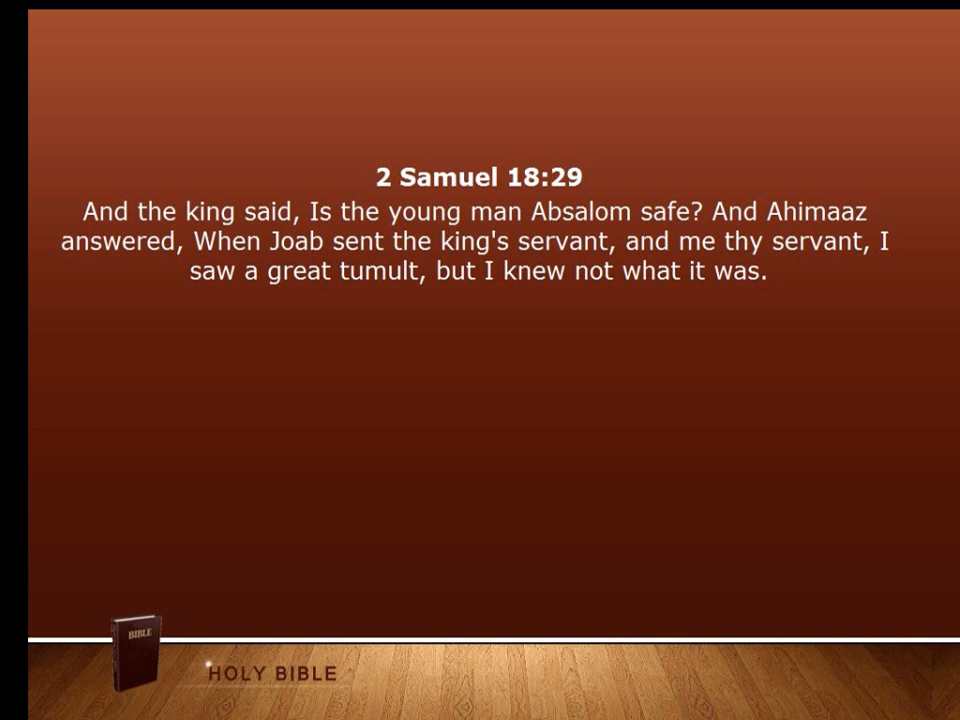 2 Samuel 18:29
And the king said, Is the young man Absalom safe? And Ahimaaz
answered, When Joab sent the king's servant, and me thy servant, I
saw a great tumult, but I knew not what it was.
BIBLE
HOLY BIBLE